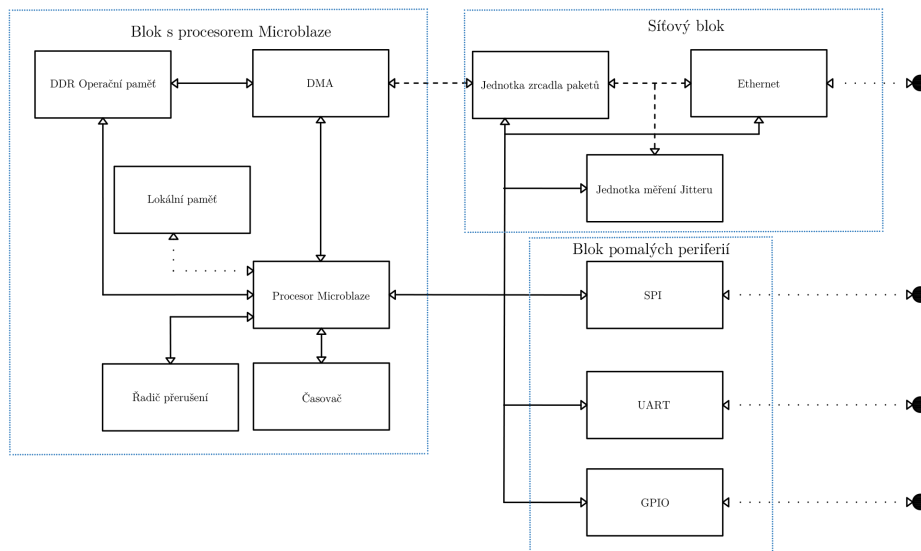 Blok s procesorem Microblaze
DDR Operační paměť
DMA
Lokální paměť
Procesor Microblaze
Řadič přerušení
Časovač
Síťový blok
Jednotka zrcadla paketů
Ethernet
Jednotka měření Jitteru
Blok pomalých periferií
SPI
UART
GPIO